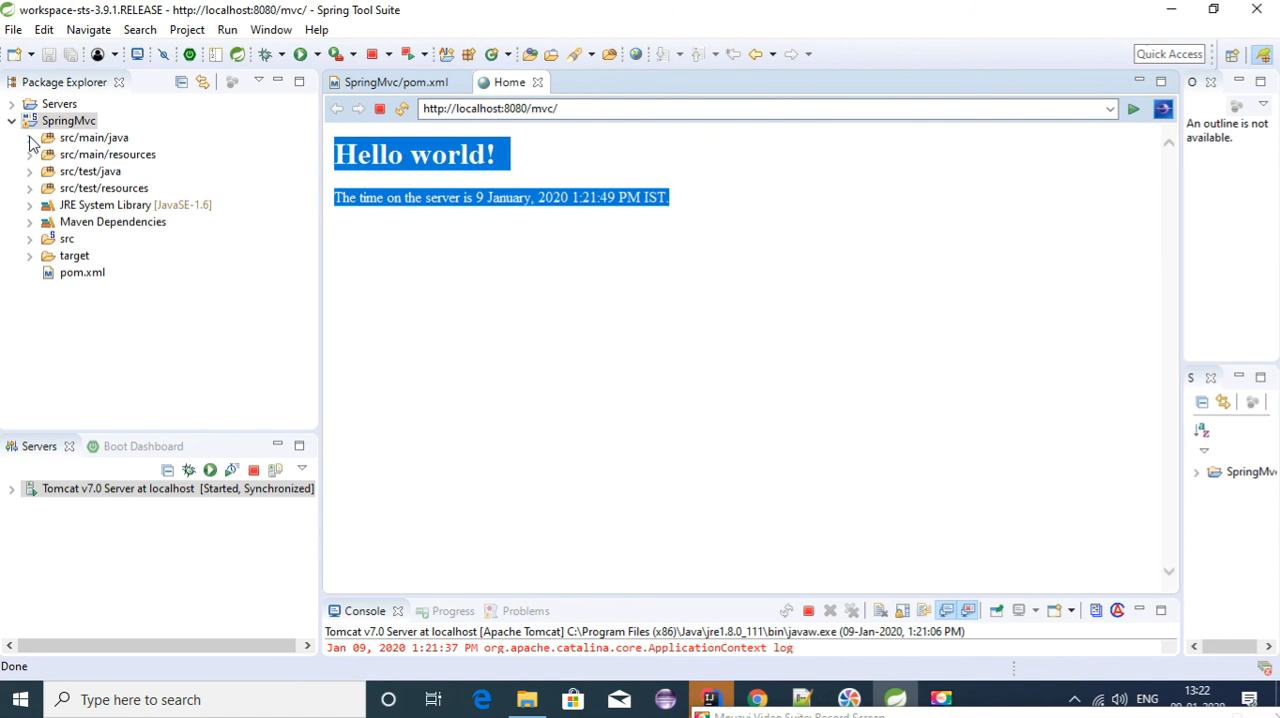 workspace-sts-3.9.1.RELEASE - http://localhost:8080/mvc/ - Spring Tool Suite
File Edit Navigate Search Project Run Window Help
Quick Access
Package Explorer
SpringMvc/pom.xml
Home
O
Servers
SpringMvc
http://localhost:8080/mvc/
An outline is not
available.
src/main/java
src/main/resources
src/test/java
src/test/resources
JRE System Library [JavaSE-1.6]
Maven Dependencies
src
target
pom.xml
Hello world!
The time on the server is 9 January, 2020 1:21:49 PM IST.
S
Servers
Boot Dashboard
Tomcat v7.0 Server at localhost [Started, Synchronized]
SpringMv
Console
Progress
Problems
Tomcat v7.0 Server at localhost [Apache Tomcat] C:\Program Files (x86)\Java\jre1.8.0_111\bin\javaw.exe (09-Jan-2020, 1:21:06 PM)
Jan 09, 2020 1:21:37 PM org.apache.catalina.core.ApplicationContext log
Done
Type here to search
ENG
13:22